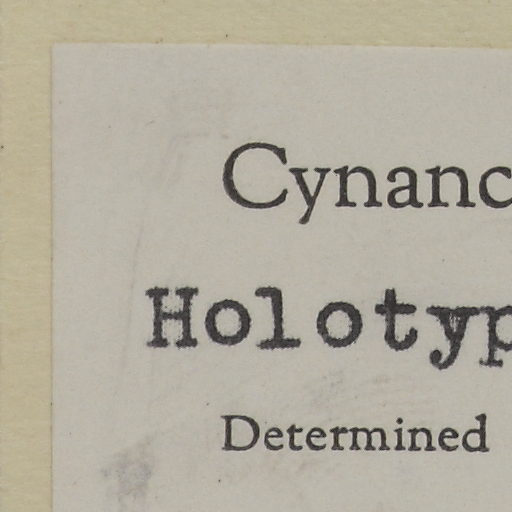 Cynanc
Holotyp
Determined